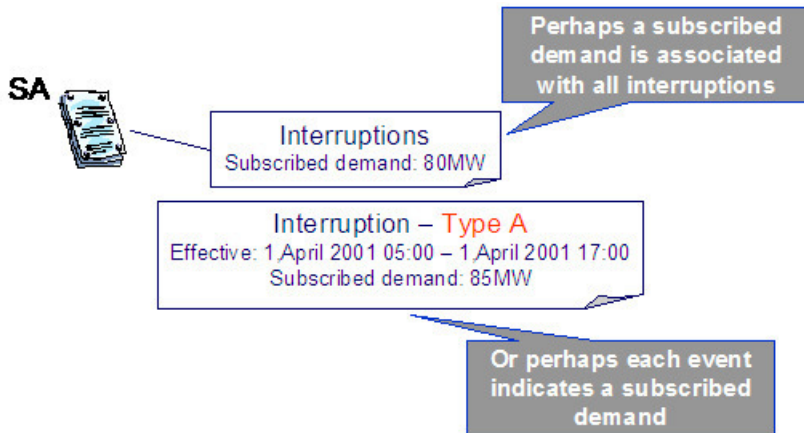 Perhaps a subscribed
demand is associated
with all interruptions
SA
Interruptions
Subscribed demand: 80MW
Interruption – Type A
Effective: 1,April 2001 05:00 – 1,April 2001 17:00
Subscribed demand: 85MW
Or perhaps each event
indicates a subscribed
demand